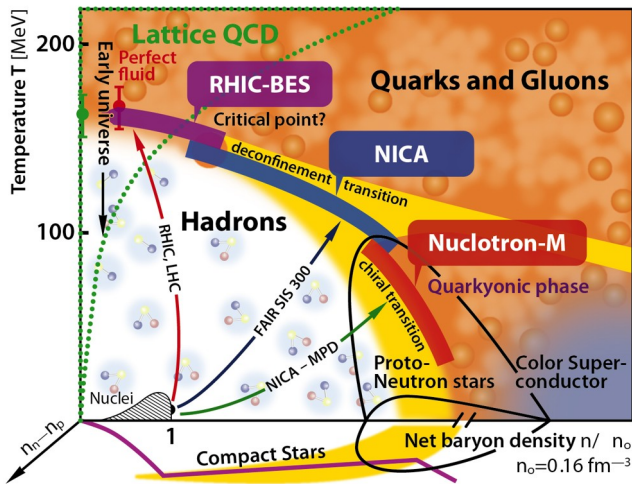 200
Temperature T [MeV]
Lattice QCD
Early universe
Perfect
fluid
RHIC-BES
Critical point?
Quarks and Gluons
NICA
deconfinement transition
100
Hadrons
Nuclotron-M
RHIC, LHC
FAIR SIS 300
chiral transition
Quarkyonic phase
NICA – MPD
Proto-
Neutron stars
Color Super-
conductor
Nuclei
nn—np
1
Net baryon density n/ no
no=0.16 fm—3
Compact Stars